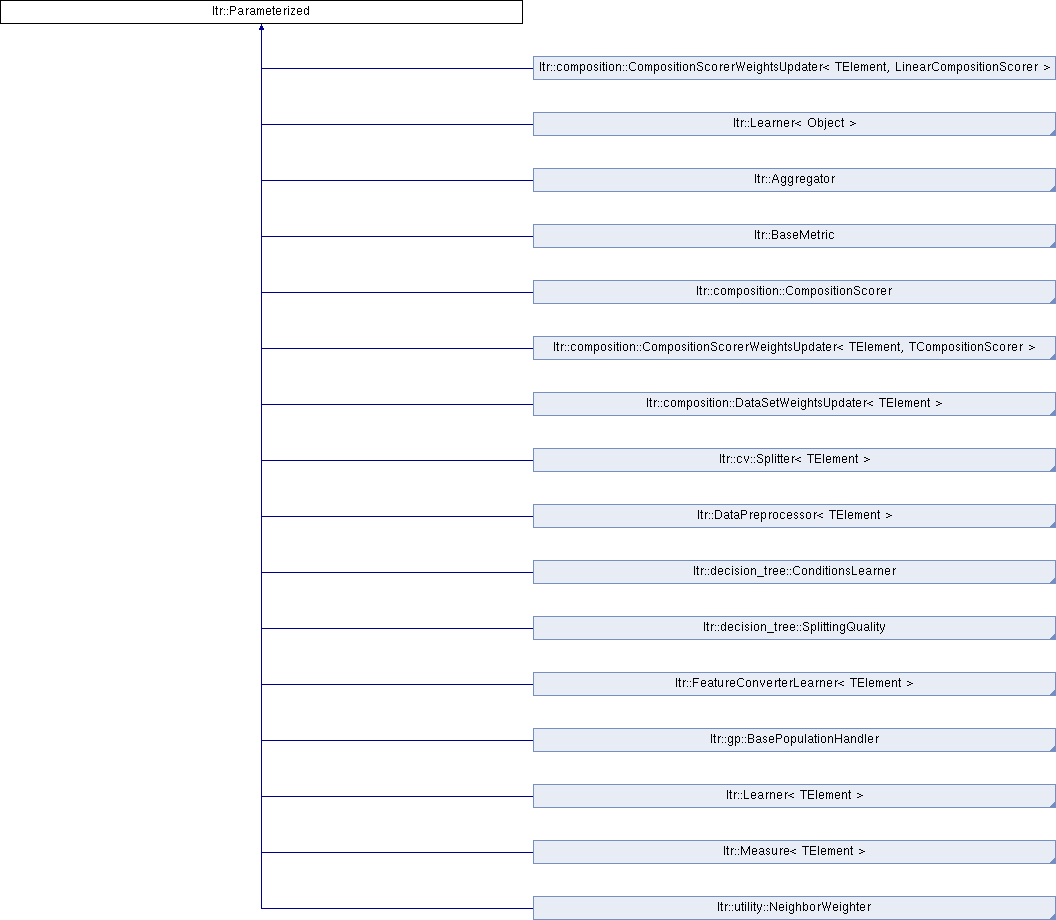 ltr::Parameterized
ltr::composition::CompositionScorerWeightsUpdater< TElement, LinearCompositionScorer >
ltr::Learner< Object >
ltr::Aggregator
ltr::BaseMetric
ltr::composition::CompositionScorer
ltr::composition::CompositionScorerWeightsUpdater< TElement, TCompositionScorer >
ltr::composition::DataSetWeightsUpdater< TElement >
ltr::cv::Splitter< TElement >
ltr::DataPreprocessor< TElement >
ltr::decision_tree::ConditionsLearner
ltr::decision_tree::SplittingQuality
ltr::FeatureConverterLearner< TElement >
ltr::gp::BasePopulationHandler
ltr::Learner< TElement >
ltr::Measure< TElement >
ltr::utility::NeighborWeighter